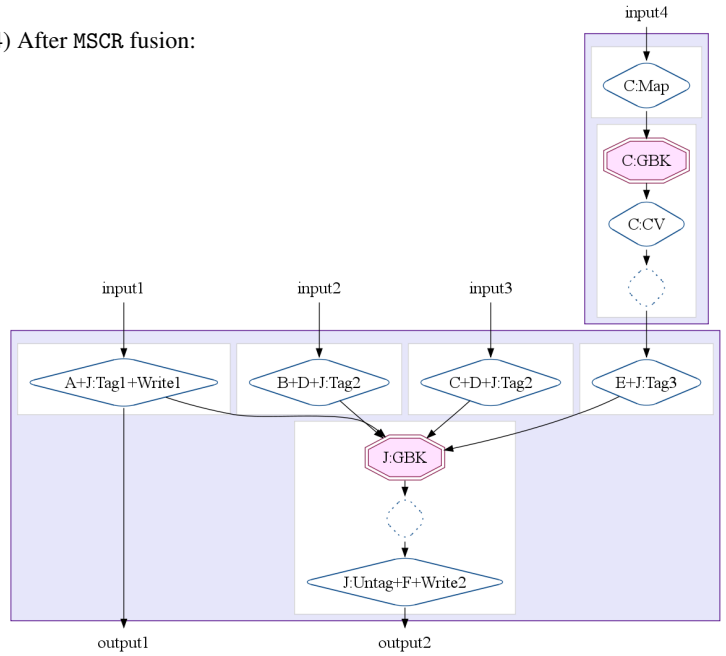 input4
4) After MSCR fusion:
C:Map
C:GBK
C:CV
input1 input2 input3
A+J:Tag1+Write1 B+D+J:Tag2 C+D+J:Tag2 E+J:Tag3
J:GBK
J:Untag+F+Write2
output1 output2